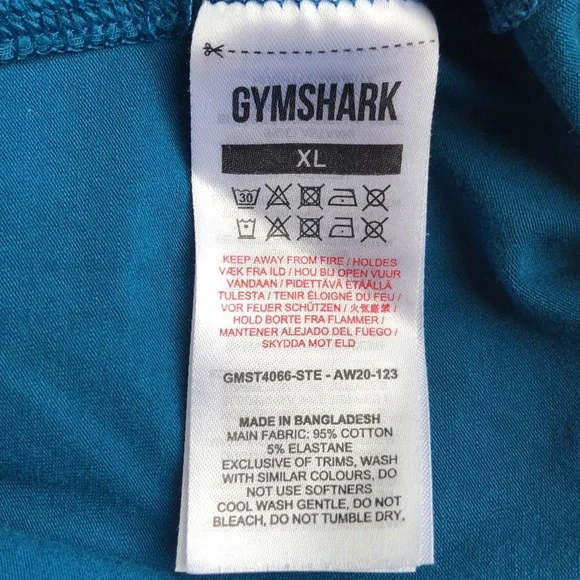 GYMSHARK
XL
30
KEEP AWAY FROM FIRE / HOLDES
VÆK FRA ILD / HOU BIJ OPEN VUUR
VANDAAN / PIDETTÄVÄ ETÄÄLLÄ
TULESTA / TENIR ÉLOIGNÉ DU FEU /
VOR FEUER SCHÜTZEN / 火気厳禁 /
HOLD BORTE FRA FLAMMER /
MANTENER ALEJADO DEL FUEGO /
SKYDDA MOT ELD
GMST4066-STE - AW20-123
MADE IN BANGLADESH
MAIN FABRIC: 95% COTTON
5% ELASTANE
EXCLUSIVE OF TRIMS, WASH
WITH SIMILAR COLOURS, DO
NOT USE SOFTNERS
COOL WASH GENTLE, DO NOT
BLEACH, DO NOT TUMBLE DRY.